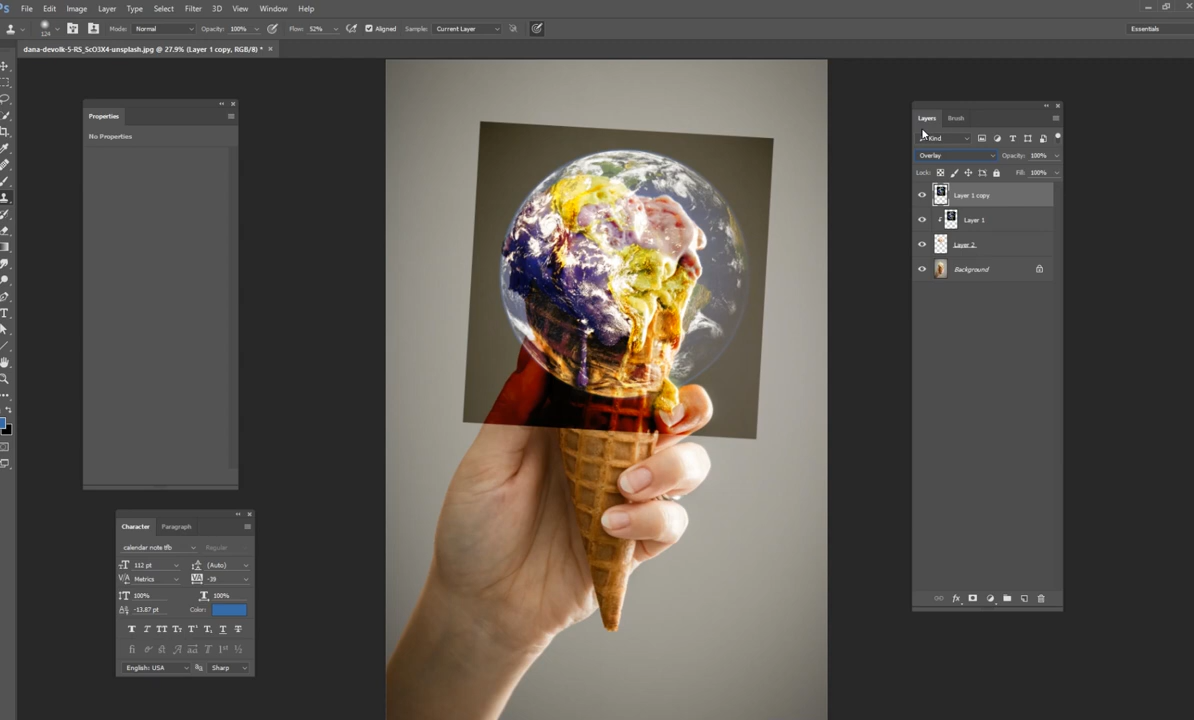 File Edit Image Layer Type Select Filter 3D View Window Help
124 Mode: Normal Opacity: 100% Flow: 52% Aligned Sample: Current Layer Essentials
dana-devolk-5-RS_ScO3X4-unsplash.jpg @ 27.9% (Layer 1 copy, RGB/8) *
Properties
No Properties
Character Paragraph
calendar note tfb Regular
112 pt (Auto)
Metrics -39
100% 100%
-13.87 pt Color:
English: USA Sharp
Layers Brush
Kind
Overlay Opacity: 100%
Lock: Fill: 100%
Layer 1 copy
Layer 1
Layer 2
Background